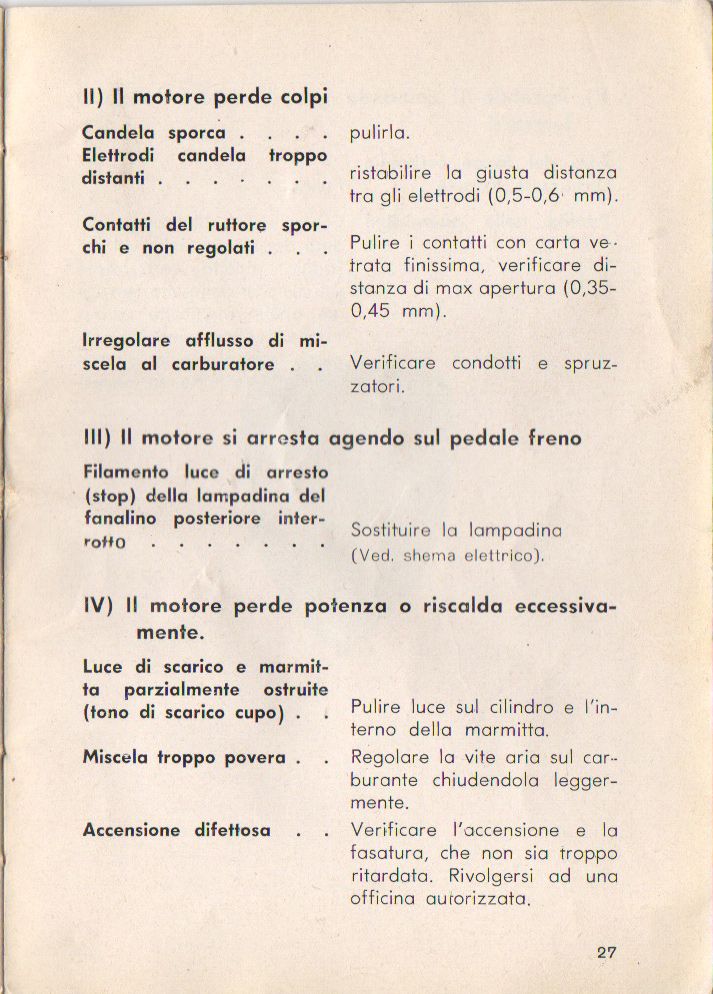 II) Il motore perde colpi
Candela sporca . . . . pulirla.
Elettrodi candela troppo
distanti . . . . . . . ristabilire la giusta distanza
tra gli elettrodi (0,5-0,6 mm).
Contatti del ruttore spor-
chi e non regolati . . . Pulire i contatti con carta ve-
trata finissima, verificare di-
stanza di max apertura (0,35-
0,45 mm).
Irregolare afflusso di mi-
scela al carburatore . . Verificare condotti e spruz-
zatori.
III) Il motore si arresta agendo sul pedale freno
Filamento luce di arresto
(stop) della lampadina del
fanalino posteriore inter-
rotto . . . . . . . Sostituire la lampadina
(Ved. shema elettrico).
IV) Il motore perde potenza o riscalda eccessiva-
mente.
Luce di scarico e marmit-
ta parzialmente ostruite
(tono di scarico cupo) . . Pulire luce sul cilindro e l'in-
terno della marmitta.
Miscela troppo povera . . Regolare la vite aria sul car-
burante chiudendola legger-
mente.
Accensione difettosa . . Verificare l'accensione e la
fasatura, che non sia troppo
ritardata. Rivolgersi ad una
officina autorizzata.
27